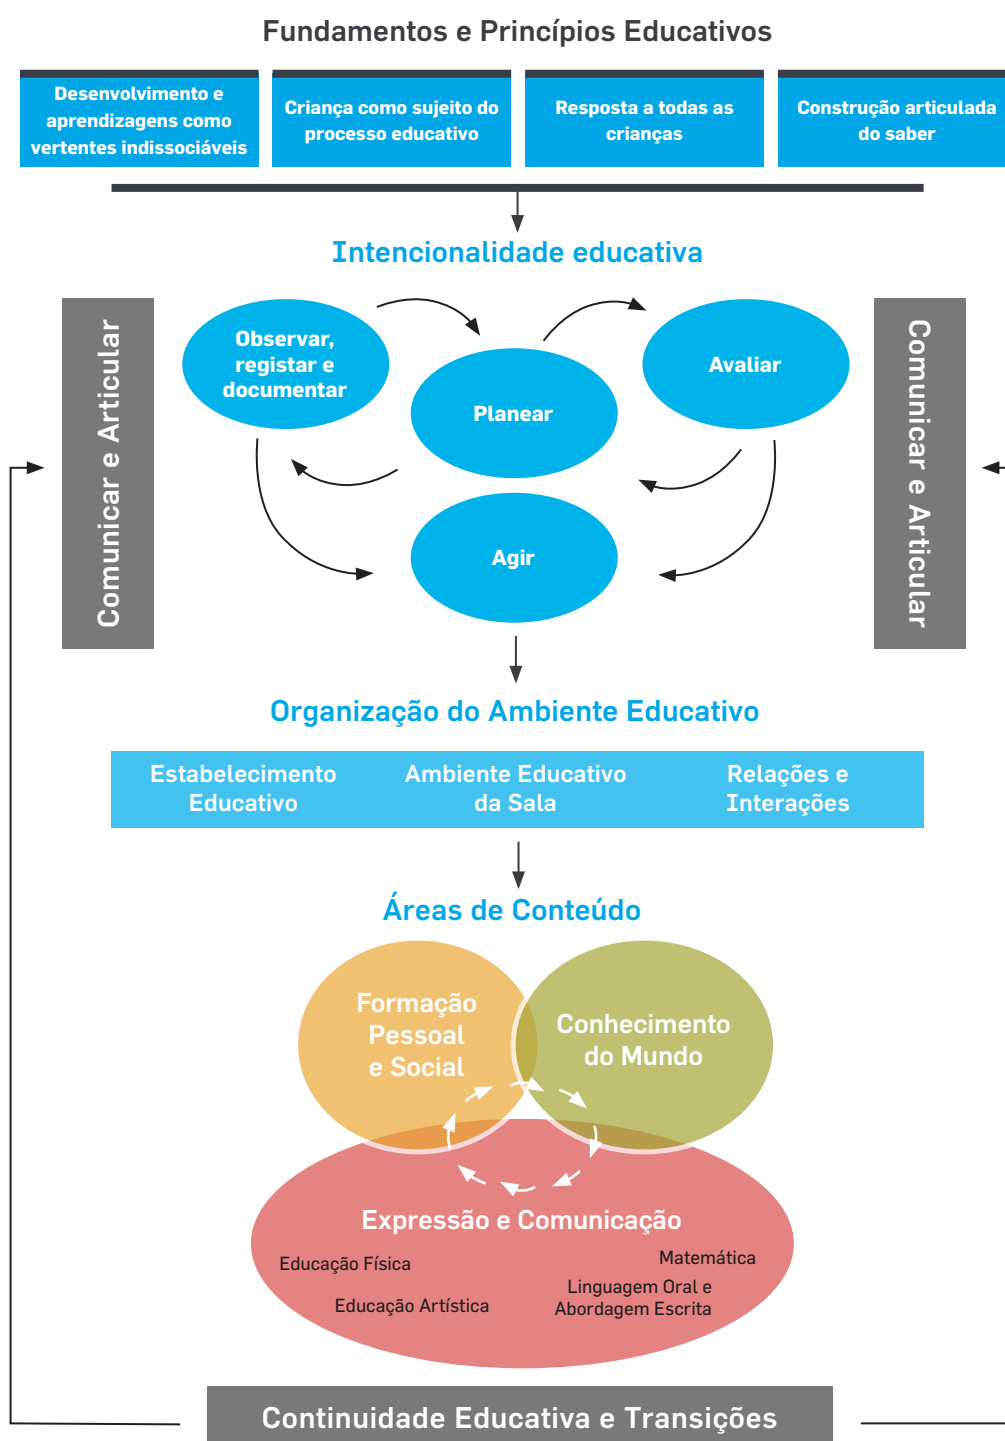 Fundamentos e Princípios Educativos
Desenvolvimento e
aprendizagens como
vertentes indissociáveis
Criança como sujeito do
processo educativo
Resposta a todas as
crianças
Construção articulada
do saber
Intencionalidade educativa
Comunicar e Articular
Observar,
registar e
documentar
Planear
Avaliar
Agir
Comunicar e Articular
Organização do Ambiente Educativo
Estabelecimento
Educativo
Ambiente Educativo
da Sala
Relações e
Interações
Áreas de Conteúdo
Formação
Pessoal
e Social
Conhecimento
do Mundo
Expressão e Comunicação
Educação Física
Educação Artística
Matemática
Linguagem Oral e
Abordagem Escrita
Continuidade Educativa e Transições